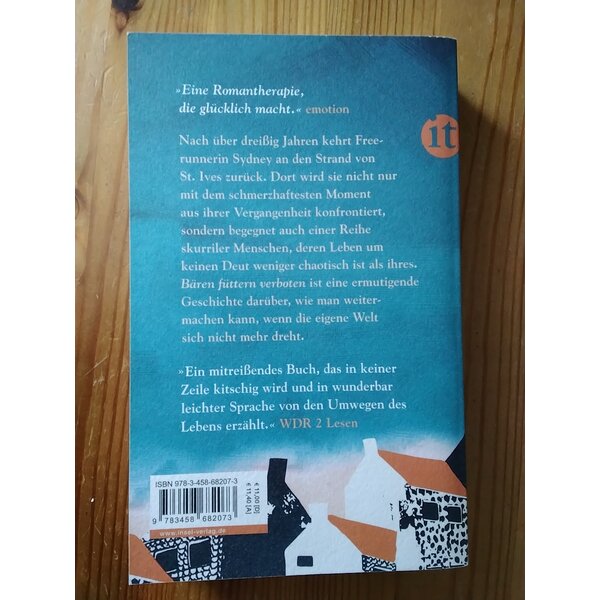 »Eine Romantherapie,
die glücklich macht.« emotion
it
Nach über dreißig Jahren kehrt Free-
runnerin Sydney an den Strand von
St. Ives zurück. Dort wird sie nicht nur
mit dem schmerzhaftesten Moment
aus ihrer Vergangenheit konfrontiert,
sondern begegnet auch einer Reihe
skurriler Menschen, deren Leben um
keinen Deut weniger chaotisch ist als ihres.
Bären füttern verboten ist eine ermutigende
Geschichte darüber, wie man weiter-
machen kann, wenn die eigene Welt
sich nicht mehr dreht.
»Ein mitreißendes Buch, das in keiner
Zeile kitschig wird und in wunderbar
leichter Sprache von den Umwegen des
Lebens erzählt.« WDR 2 Lesen
ISBN 978-3-458-68207-3
9 783458 682073
€ 11,00 [D]
€ 11,40 [A]
www.insel-verlag.de